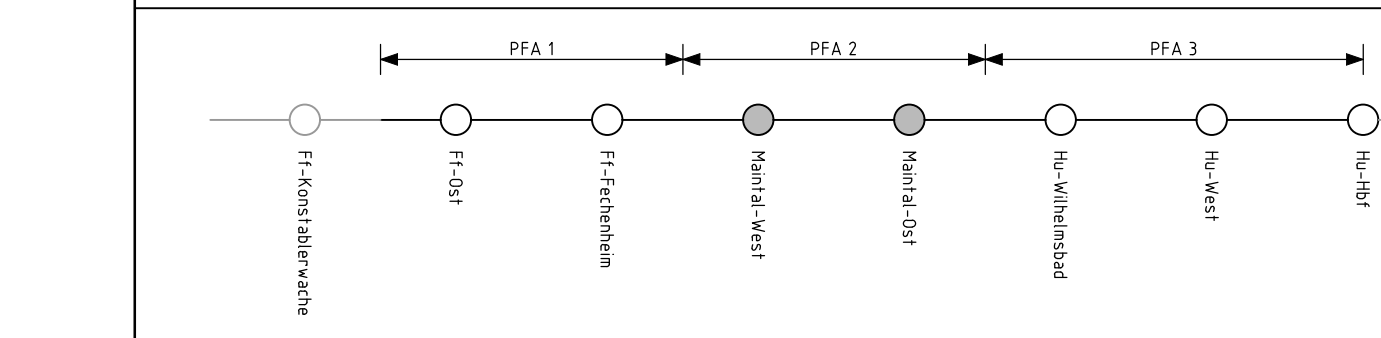 PFA 1
PFA 2
PFA 3
Ff-Konstablerwache
Ff-Ost
Ff-Fechenheim
Maintal-West
Maintal-Ost
Hu-Wilhelmsbad
Hu-West
Hu-Hbf